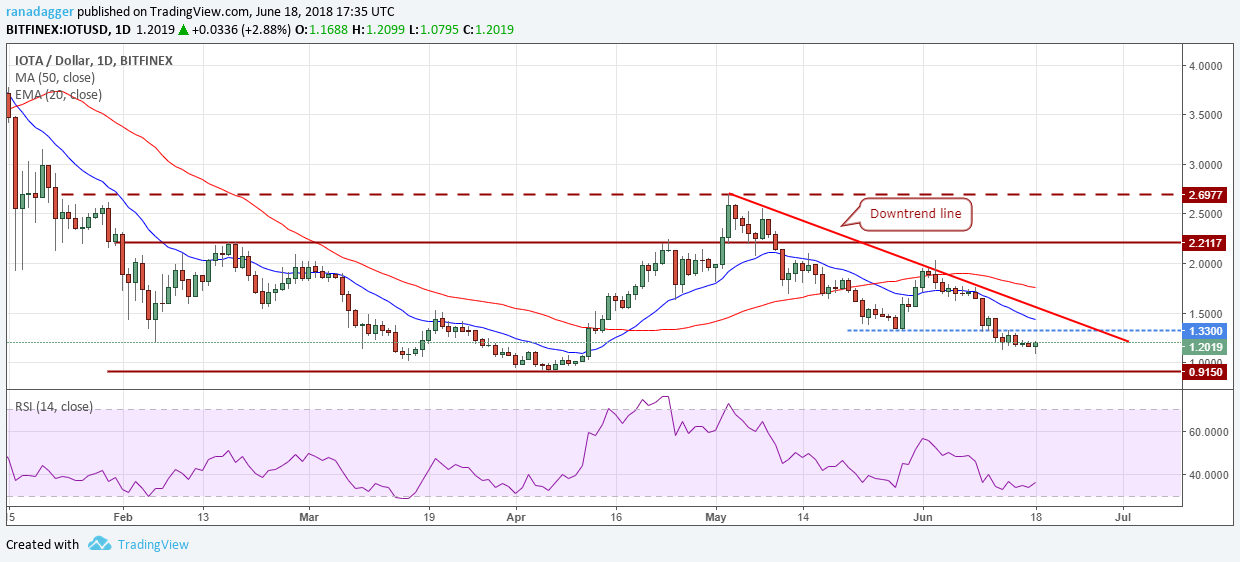 ranadagger published on TradingView.com, June 18, 2018 17:35 UTC
BITFINEX:IOTUSD, 1D 1.2019 ▲ +0.0336 (+2.88%) O:1.1688 H:1.2099 L:1.0795 C:1.2019
IOTA / Dollar, 1D, BITFINEX
MA (50, close)
EMA (20, close)
4.0000
3.5000
3.0000
2.6977
2.5000
Downtrend line
2.2117
2.0000
1.5000
1.3300
1.2019
1.0000
0.9150
RSI (14, close)
60.0000
40.0000
5 Feb 13 Mar 19 Apr 16 May 14 Jun 18 Jul
Created with TradingView